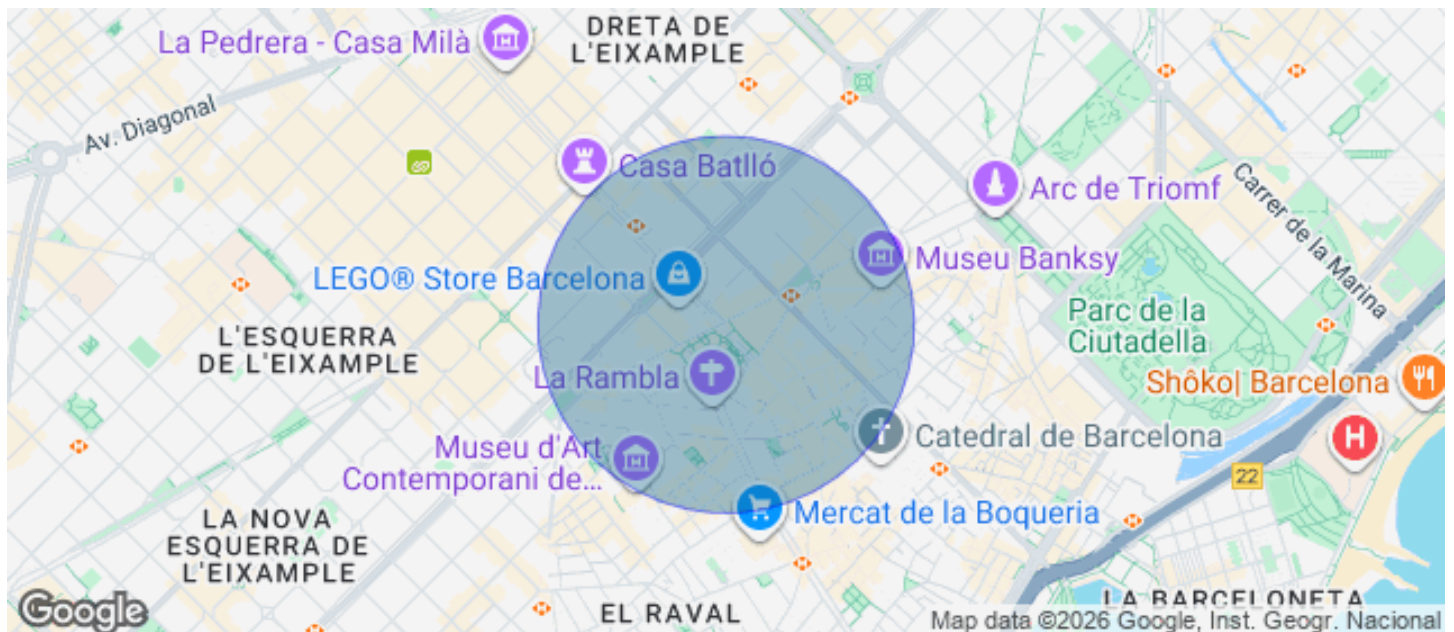 DRETA DE
L'EIXAMPLE
La Pedrera - Casa Milà
Av. Diagonal
Casa Batlló
Arc de Triomf
Carrer de la Marina
Museu Banksy
LEGO® Store Barcelona
L'ESQUERRA
DE L'EIXAMPLE
Parc de la
Ciutadella
La Rambla
Shôko| Barcelona
H
Museu d'Art
Contemporani de...
Catedral de Barcelona
22
Mercat de la Boqueria
LA NOVA
ESQUERRA DE
L'EIXAMPLE
EL RAVAL
LA BARCELONETA
Google
Map data ©2026 Google, Inst. Geogr. Nacional